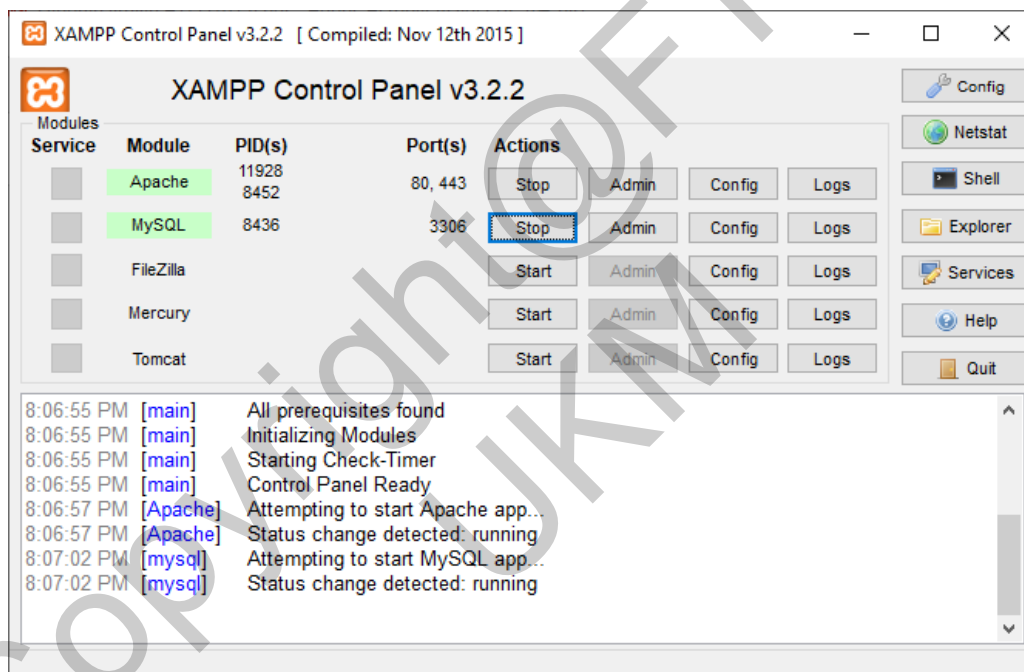 XAMPP Control Panel v3.2.2 [ Compiled: Nov 12th 2015 ]
XAMPP Control Panel v3.2.2
Config
Modules
Service Module PID(s) Port(s) Actions
Netstat
Apache 11928 8452 80, 443 Stop Admin Config Logs
Shell
MySQL 8436 3306 Stop Admin Config Logs
Explorer
FileZilla Start Admin Config Logs
Services
Mercury Start Admin Config Logs
Help
Tomcat Start Admin Config Logs
Quit
8:06:55 PM [main] All prerequisites found
8:06:55 PM [main] Initializing Modules
8:06:55 PM [main] Starting Check-Timer
8:06:55 PM [main] Control Panel Ready
8:06:57 PM [Apache] Attempting to start Apache app...
8:06:57 PM [Apache] Status change detected: running
8:07:02 PM [mysql] Attempting to start MySQL app...
8:07:02 PM [mysql] Status change detected: running
UKM